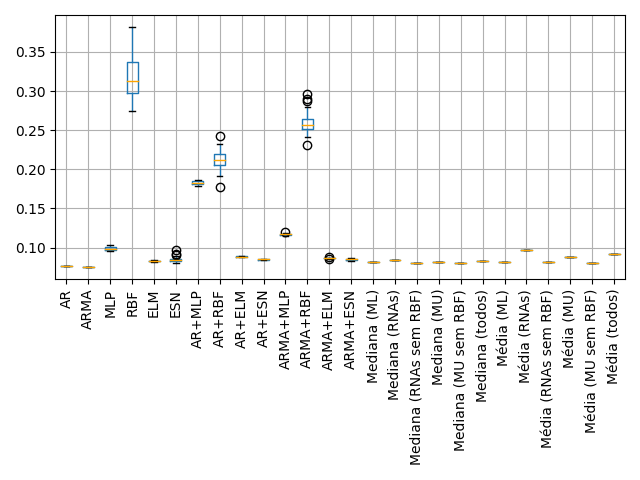 0.35
0.30
0.25
0.20
0.15
0.10
AR
ARMA
MLP
RBF
ELM
ESN
AR+MLP
AR+RBF
AR+ELM
AR+ESN
ARMA+MLP
ARMA+RBF
ARMA+ELM
ARMA+ESN
Mediana (ML)
Mediana (RNAs)
Mediana (RNAs sem RBF)
Mediana (MU)
Mediana (MU sem RBF)
Mediana (todos)
Média (ML)
Média (RNAs)
Média (RNAs sem RBF)
Média (MU)
Média (MU sem RBF)
Média (todos)